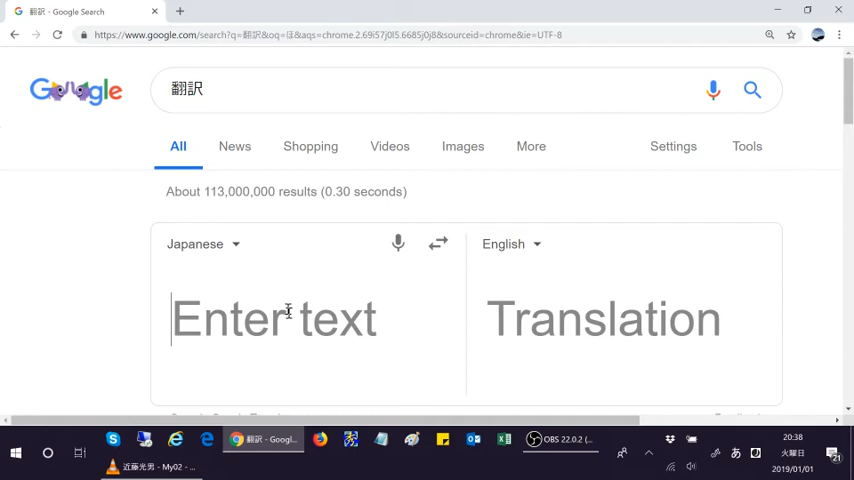 翻訳 - Google Search
https://www.google.com/search?q=翻訳&oq=ほ&aqs=chrome.2.69i57j0l5.6685j0j8&sourceid=chrome&ie=UTF-8
Google
翻訳
All News Shopping Videos Images More Settings Tools
About 113,000,000 results (0.30 seconds)
Japanese English
Enter text Translation
翻訳 - Googl...
OBS 22.0.2 (...
あ
20:38
火曜日
近藤光男 - My02 - ...
2019/01/01
21